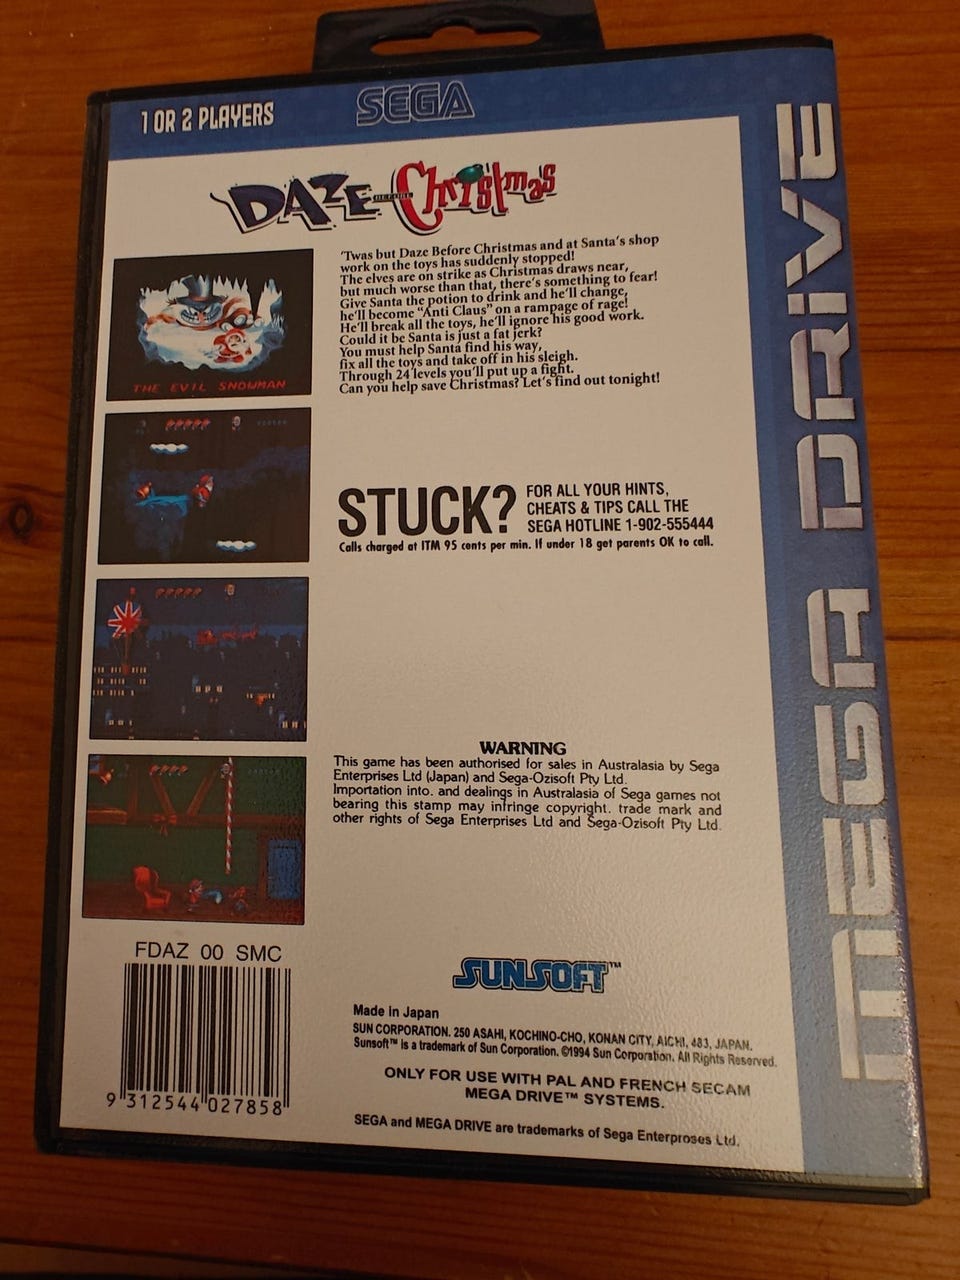 1 OR 2 PLAYERS
SEGA
DAZE BEFORE Christmas
'Twas but Daze Before Christmas and at Santa's shop
work on the toys has suddenly stopped!
The elves are on strike as Christmas draws near,
but much worse than that, there's something to fear!
Give Santa the potion to drink and he'll change,
he'll become "Anti Claus" on a rampage of rage!
He'll break all the toys, he'll ignore his good work.
Could it be Santa is just a fat jerk?
You must help Santa find his way,
fix all the toys and take off in his sleigh.
Through 24 levels you'll put up a fight.
Can you help save Christmas? Let's find out tonight!
THE EVIL SNOWMAN
STUCK?
FOR ALL YOUR HINTS,
CHEATS & TIPS CALL THE
SEGA HOTLINE 1-902-555444
Calls charged at ITM 95 cents per min. If under 18 get parents OK to call.
WARNING
This game has been authorised for sales in Australasia by Sega
Enterprises Ltd (Japan) and Sega-Ozisoft Pty Ltd.
Importation into. and dealings in Australasia of Sega games not
bearing this stamp may infringe copyright. trade mark and
other rights of Sega Enterprises Ltd and Sega-Ozisoft Pty Ltd.
FDAZ 00 SMC
9 312544 027858
SUNSOFT™
Made in Japan
SUN CORPORATION. 250 ASAHI, KOCHINO-CHO, KONAN CITY, AICHI, 483, JAPAN.
Sunsoft™ is a trademark of Sun Corporation. ©1994 Sun Corporation. All Rights Reserved.
ONLY FOR USE WITH PAL AND FRENCH SECAM
MEGA DRIVE™ SYSTEMS.
SEGA and MEGA DRIVE are trademarks of Sega Enterproses Ltd.
MEGA DRIVE